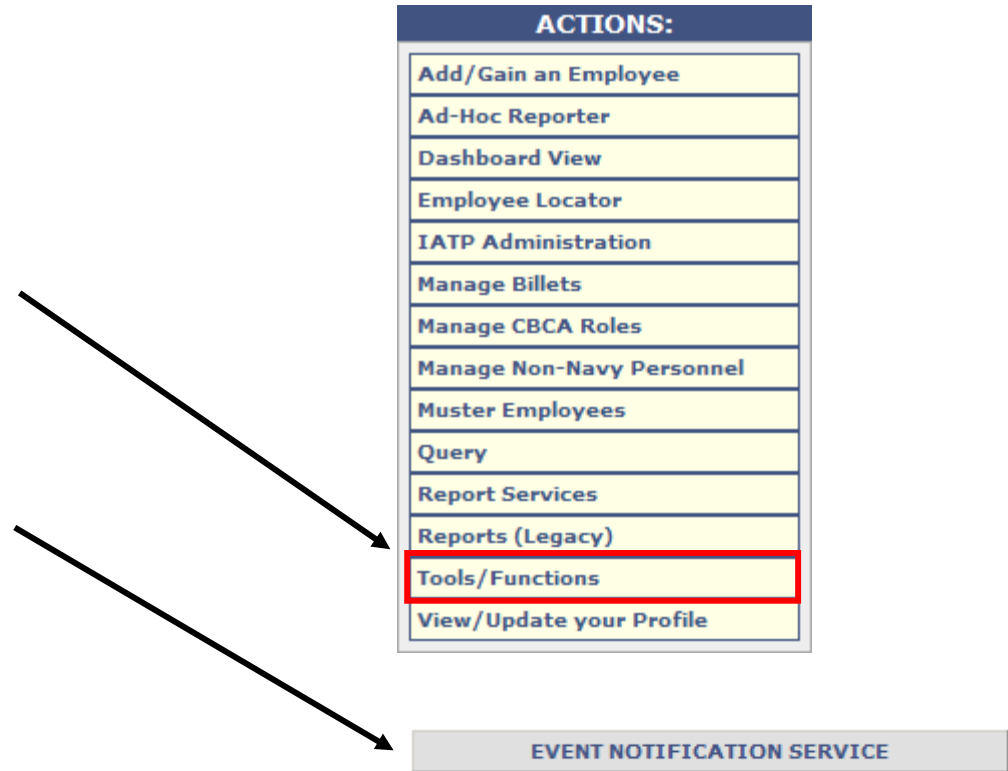 ACTIONS:
Add/Gain an Employee
Ad-Hoc Reporter
Dashboard View
Employee Locator
IATP Administration
Manage Billets
Manage CBCA Roles
Manage Non-Navy Personnel
Muster Employees
Query
Report Services
Reports (Legacy)
Tools/Functions
View/Update your Profile
EVENT NOTIFICATION SERVICE